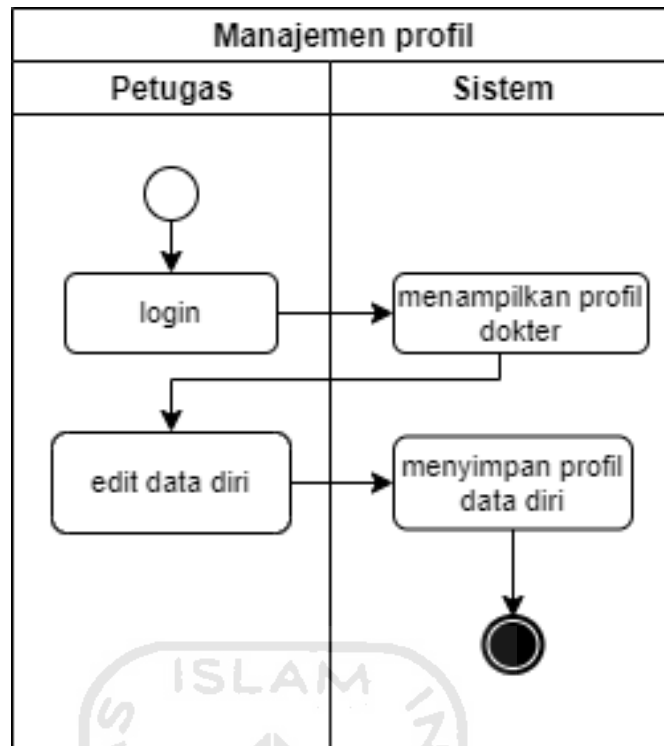 Manajemen profil
Petugas
Sistem
login
menampilkan profil
dokter
edit data diri
menyimpan profil
data diri
ISLAM